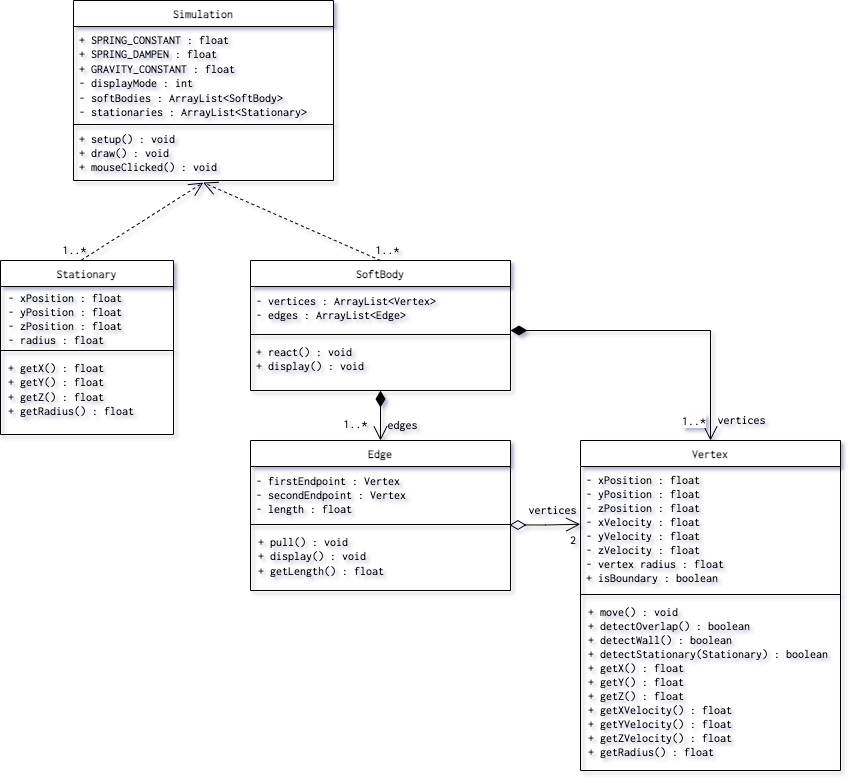 Simulation
+ SPRING_CONSTANT : float
+ SPRING_DAMPEN : float
+ GRAVITY_CONSTANT : float
- displayMode : int
- softBodies : ArrayList<SoftBody>
- stationaries : ArrayList<Stationary>
+ setup() : void
+ draw() : void
+ mouseClicked() : void
1..*
1..*
Stationary
- xPosition : float
- yPosition : float
- zPosition : float
- radius : float
+ getX() : float
+ getY() : float
+ getZ() : float
+ getRadius() : float
SoftBody
- vertices : ArrayList<Vertex>
- edges : ArrayList<Edge>
+ react() : void
+ display() : void
1..*
edges
1..*
vertices
Edge
- firstEndpoint : Vertex
- secondEndpoint : Vertex
- length : float
+ pull() : void
+ display() : void
+ getLength() : float
vertices
2
Vertex
- xPosition : float
- yPosition : float
- zPosition : float
- xVelocity : float
- yVelocity : float
- zVelocity : float
- vertex radius : float
+ isBoundary : boolean
+ move() : void
+ detectOverlap() : boolean
+ detectWall() : boolean
+ detectStationary(Stationary) : boolean
+ getX() : float
+ getY() : float
+ getZ() : float
+ getXVelocity() : float
+ getYVelocity() : float
+ getZVelocity() : float
+ getRadius() : float